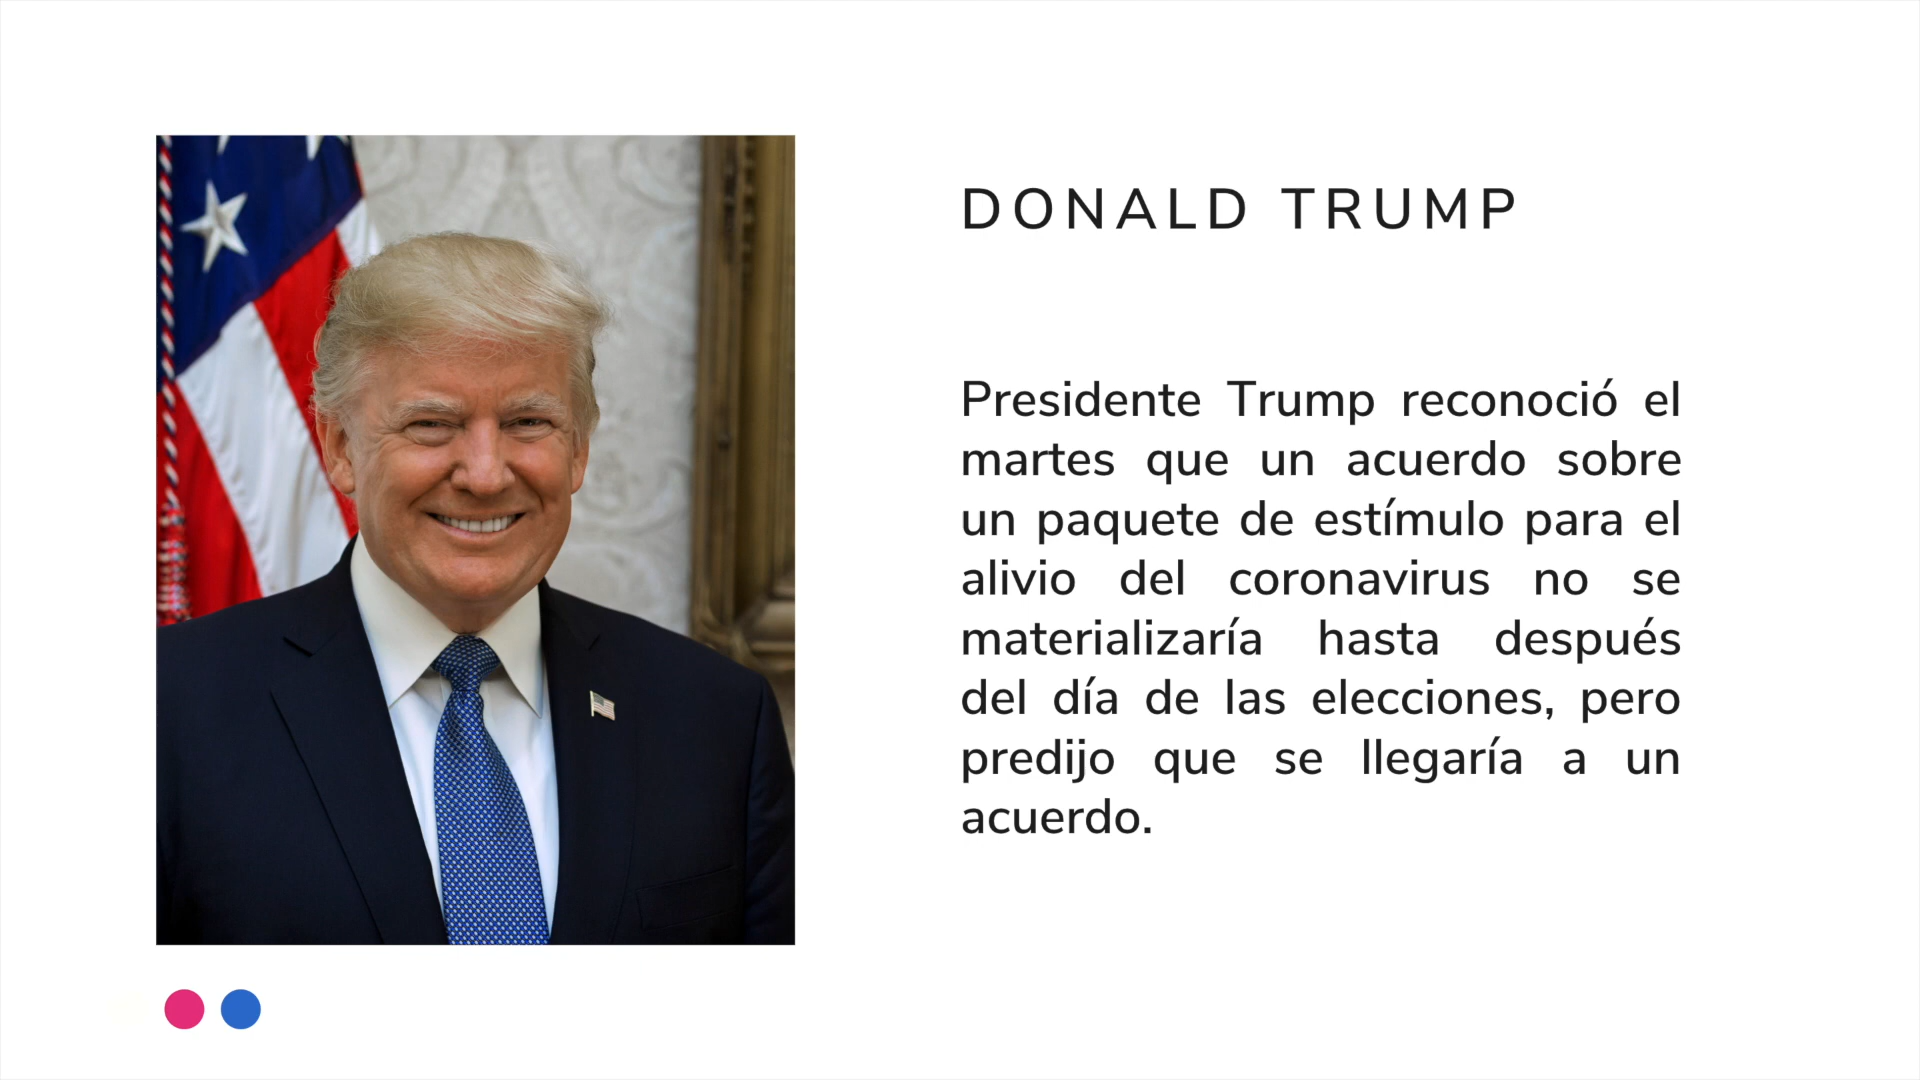 DONALD TRUMP
Presidente Trump reconoció el
martes que un acuerdo sobre
un paquete de estímulo para el
alivio del coronavirus no se
materializaría hasta después
del día de las elecciones, pero
predijo que se llegaría a un
acuerdo.